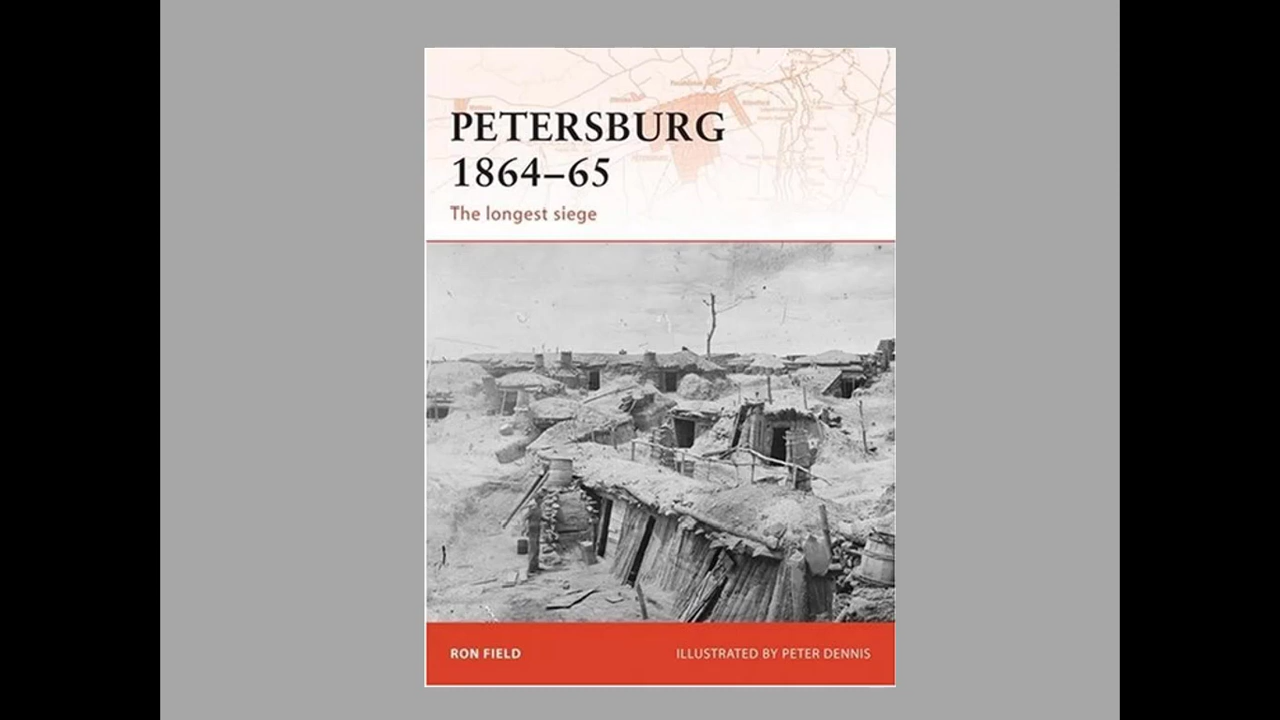 PETERSBURG
1864–65
The longest siege
RON FIELD
ILLUSTRATED BY PETER DENNIS